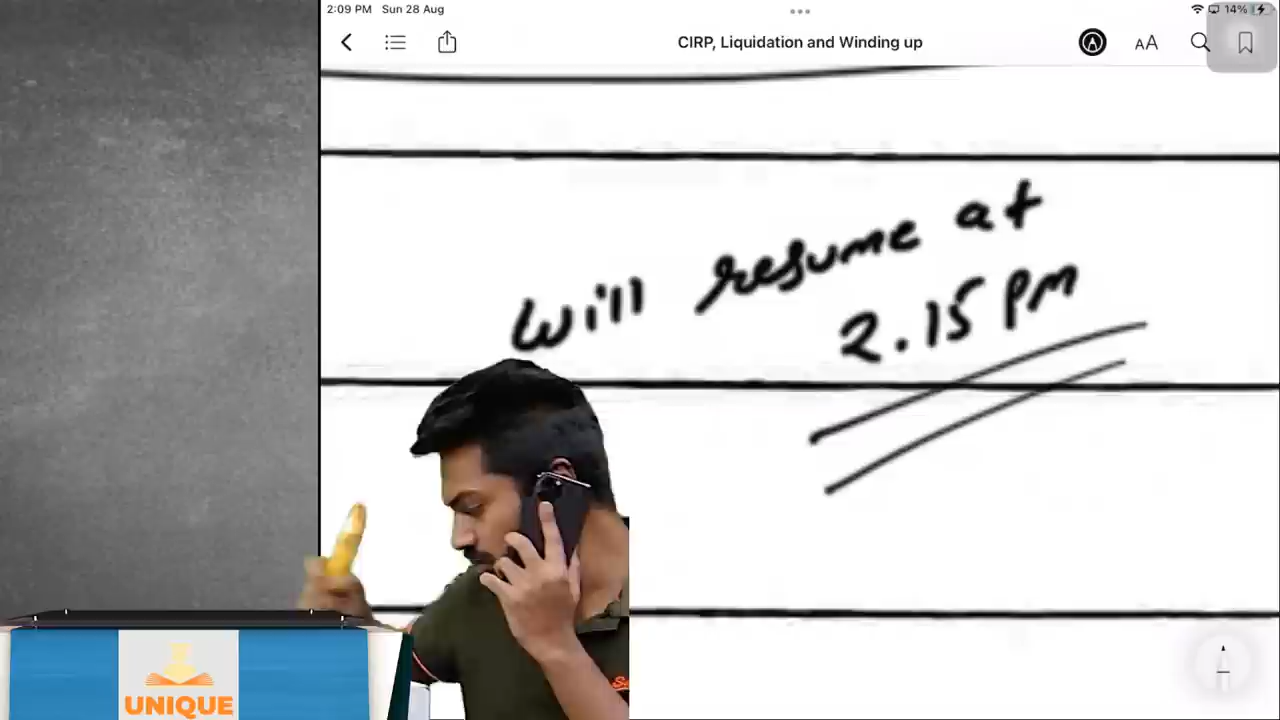 2:09 PM Sun 28 Aug
14%
CIRP, Liquidation and Winding up
AA
will resume at
2.15 pm
UNIQUE